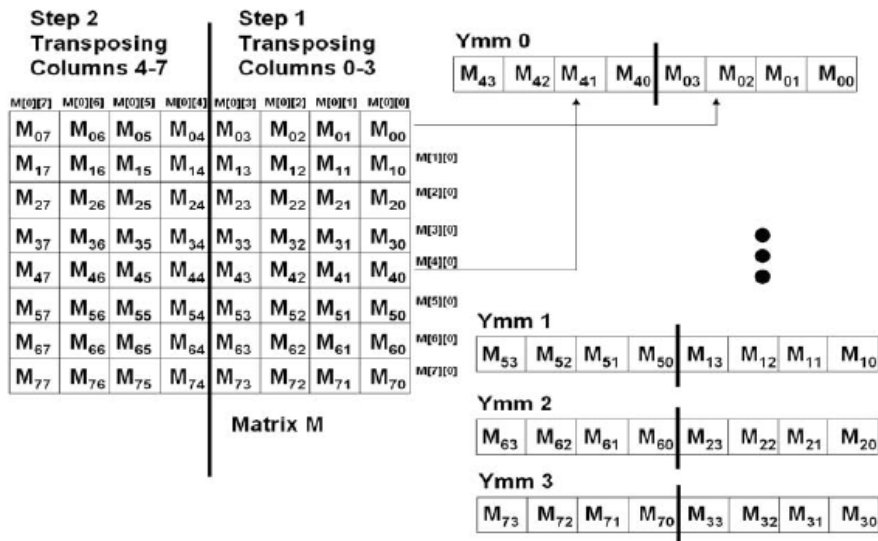 Step 2
Transposing
Columns 4-7
Step 1
Transposing
Columns 0-3
M[0][7] M[0][6] M[0][5] M[0][4] M[0][3] M[0][2] M[0][1] M[0][0]
M07 M06 M05 M04 M03 M02 M01 M00
M17 M16 M15 M14 M13 M12 M11 M10 M[1][0]
M27 M26 M25 M24 M23 M22 M21 M20 M[2][0]
M37 M36 M35 M34 M33 M32 M31 M30 M[3][0]
M47 M46 M45 M44 M43 M42 M41 M40 M[4][0]
M57 M56 M55 M54 M53 M52 M51 M50 M[5][0]
M67 M66 M65 M64 M63 M62 M61 M60 M[6][0]
M77 M76 M75 M74 M73 M72 M71 M70 M[7][0]
Matrix M
Ymm 0
M43 M42 M41 M40 M03 M02 M01 M00
Ymm 1
M53 M52 M51 M50 M13 M12 M11 M10
Ymm 2
M63 M62 M61 M60 M23 M22 M21 M20
Ymm 3
M73 M72 M71 M70 M33 M32 M31 M30